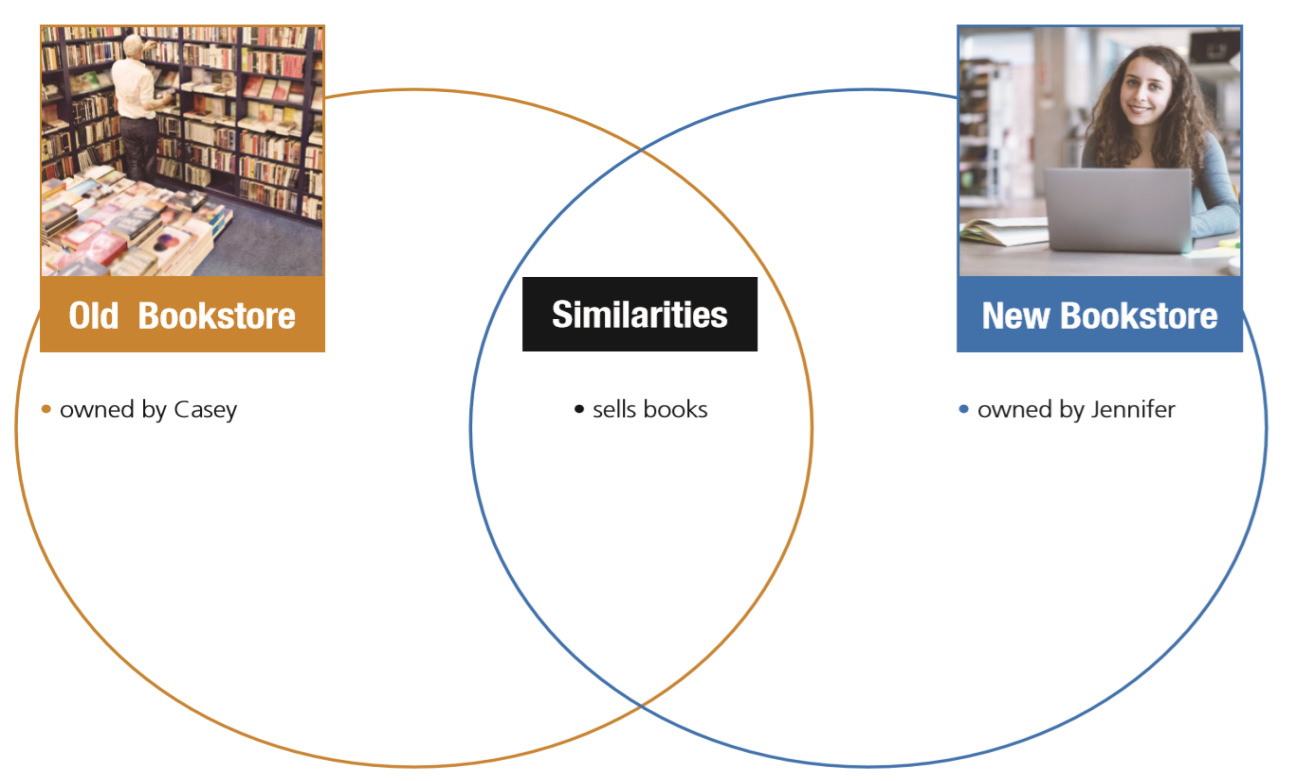 Old Bookstore
Similarities
New Bookstore
• owned by Casey
• sells books
• owned by Jennifer